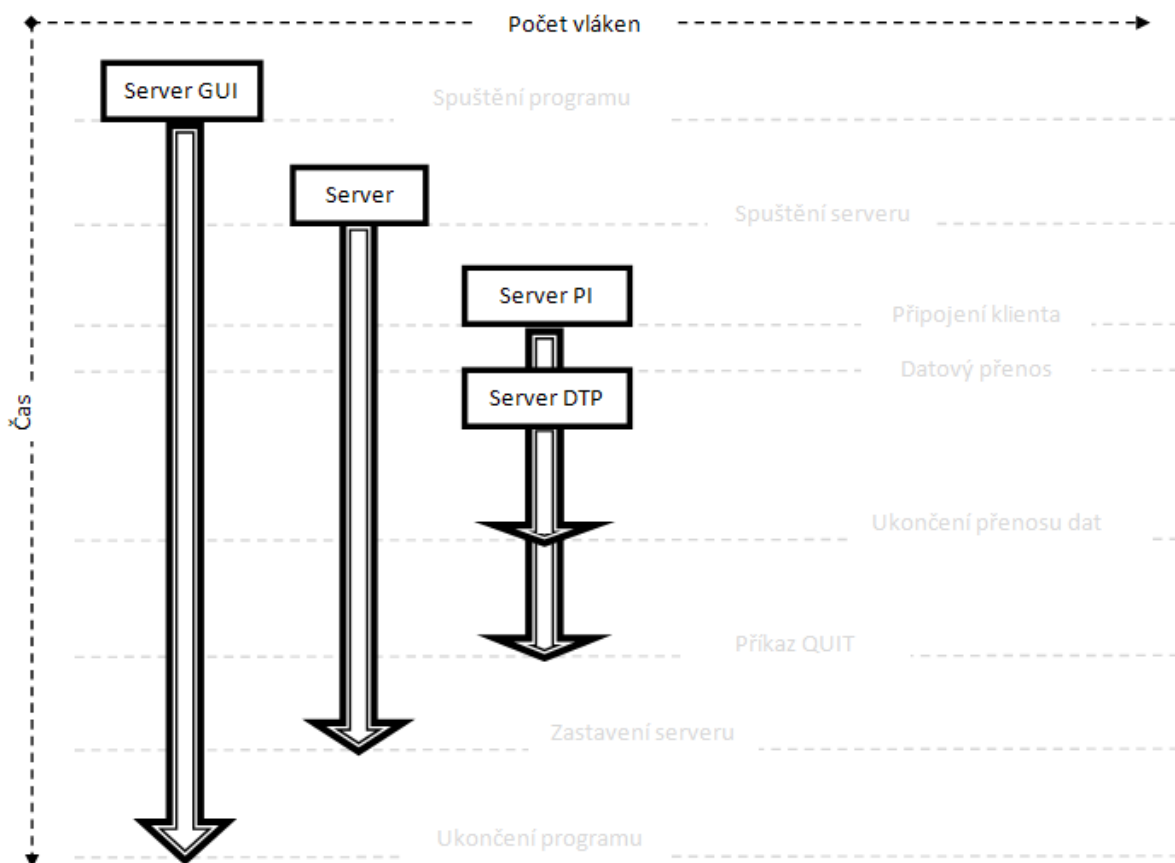 Počet vláken
Server GUI
Spuštění programu
Server
Spuštění serveru
Server PI
Připojení klienta
Datový přenos
Server DTP
Čas
Ukončení přenosu dat
Příkaz QUIT
Zastavení serveru
Ukončení programu